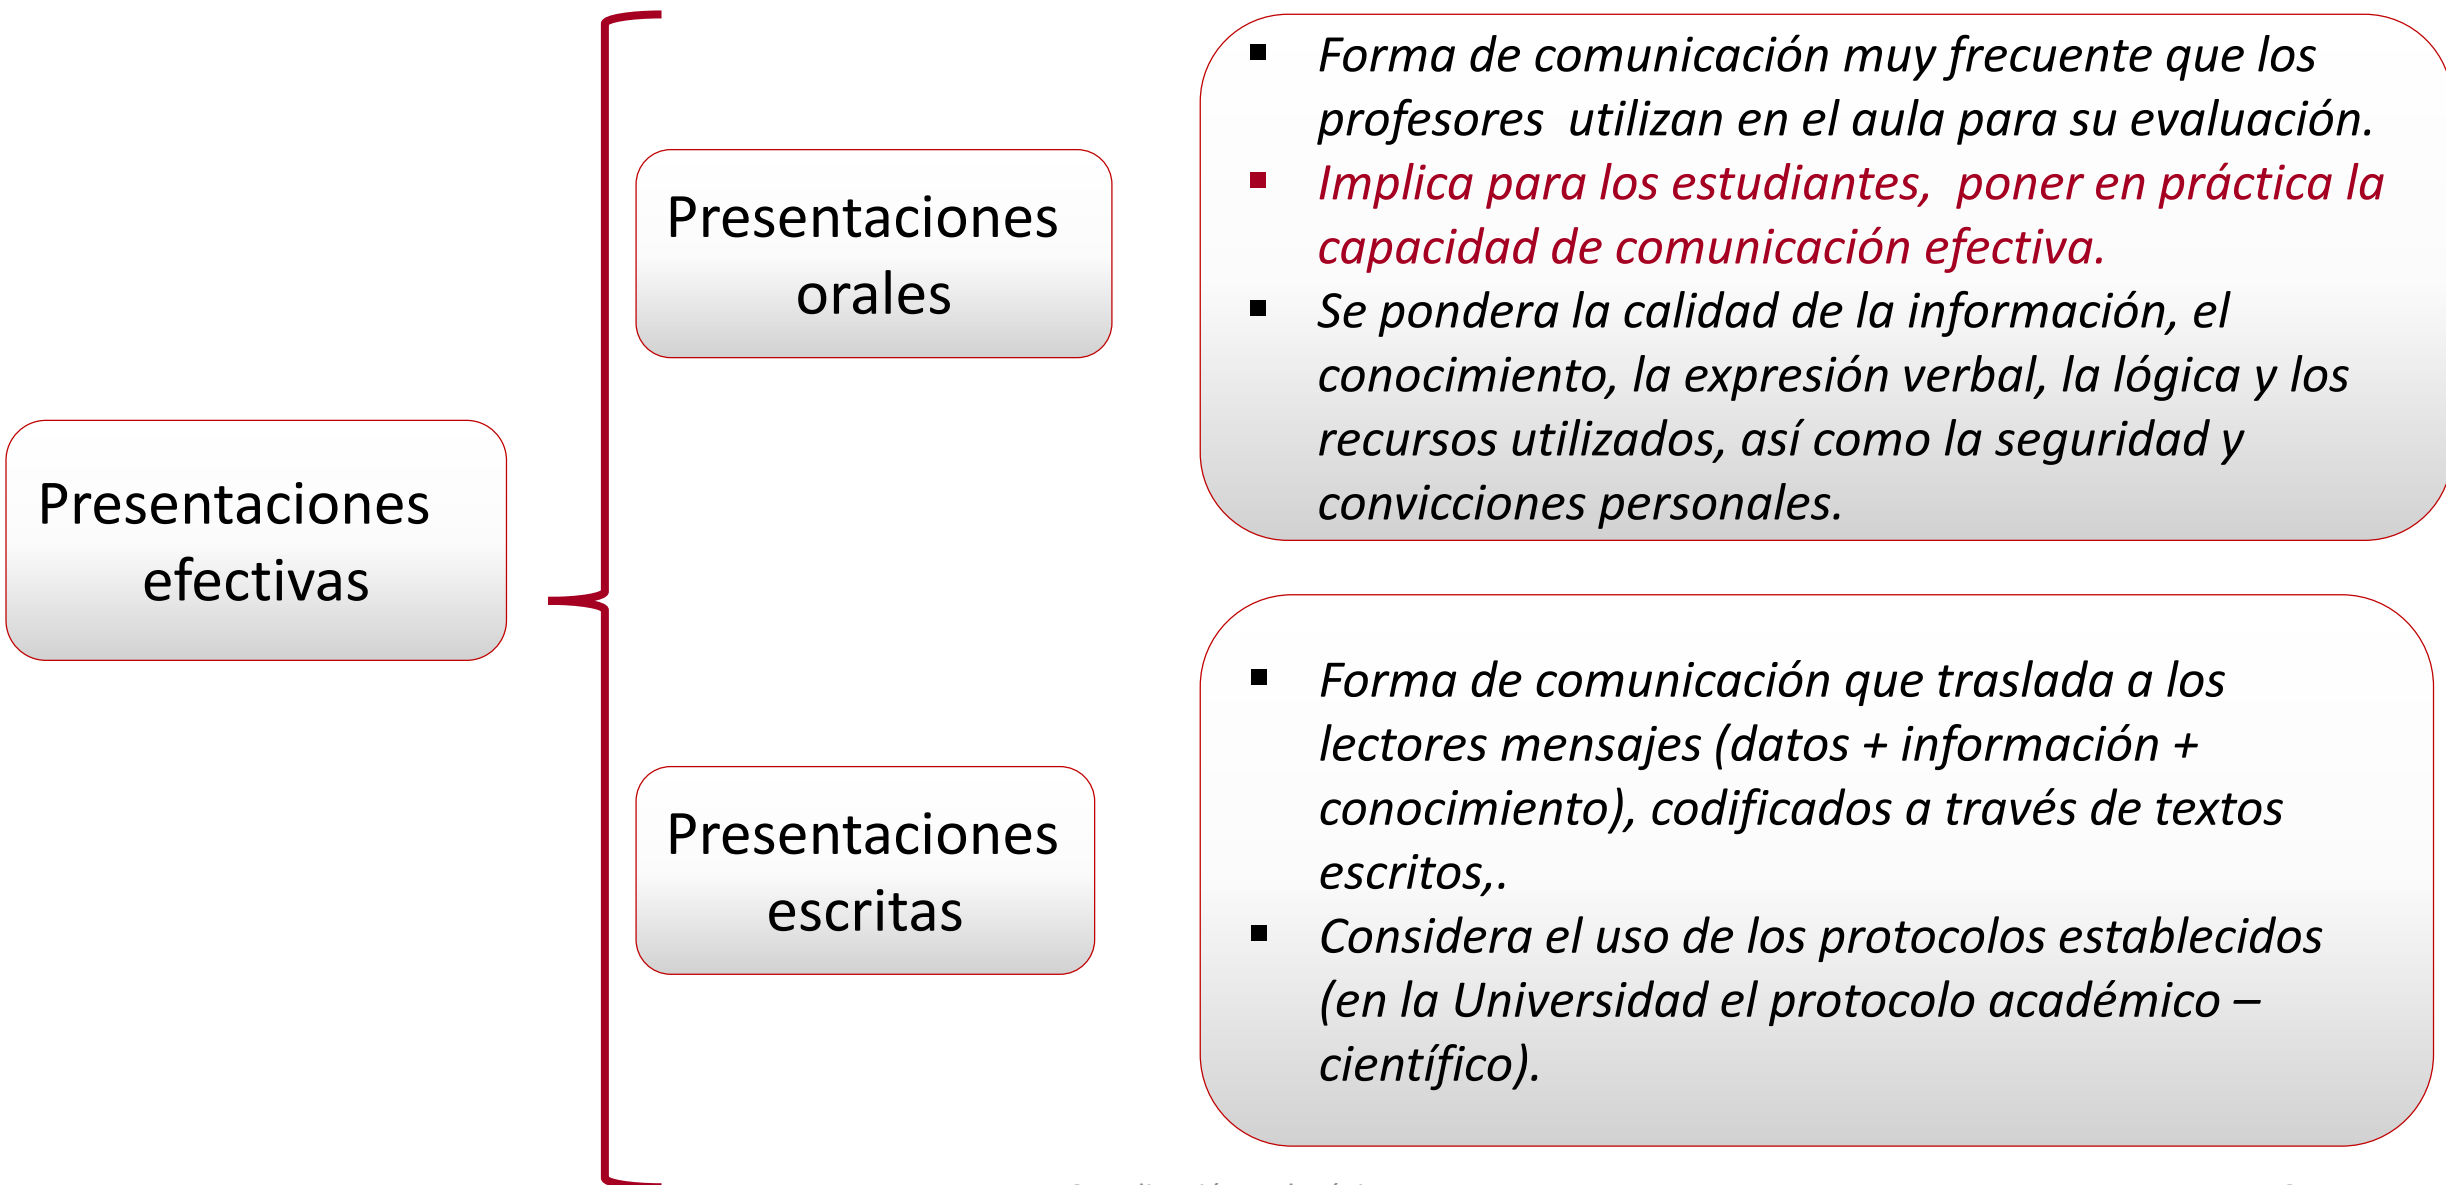 Presentaciones
efectivas
Presentaciones
orales
▪ Forma de comunicación muy frecuente que los
profesores  utilizan en el aula para su evaluación.
▪ Implica para los estudiantes,  poner en práctica la
capacidad de comunicación efectiva.
▪ Se pondera la calidad de la información, el
conocimiento, la expresión verbal, la lógica y los
recursos utilizados, así como la seguridad y
convicciones personales.
Presentaciones
escritas
▪ Forma de comunicación que traslada a los
lectores mensajes (datos + información +
conocimiento), codificados a través de textos
escritos,.
▪ Considera el uso de los protocolos establecidos
(en la Universidad el protocolo académico –
científico).